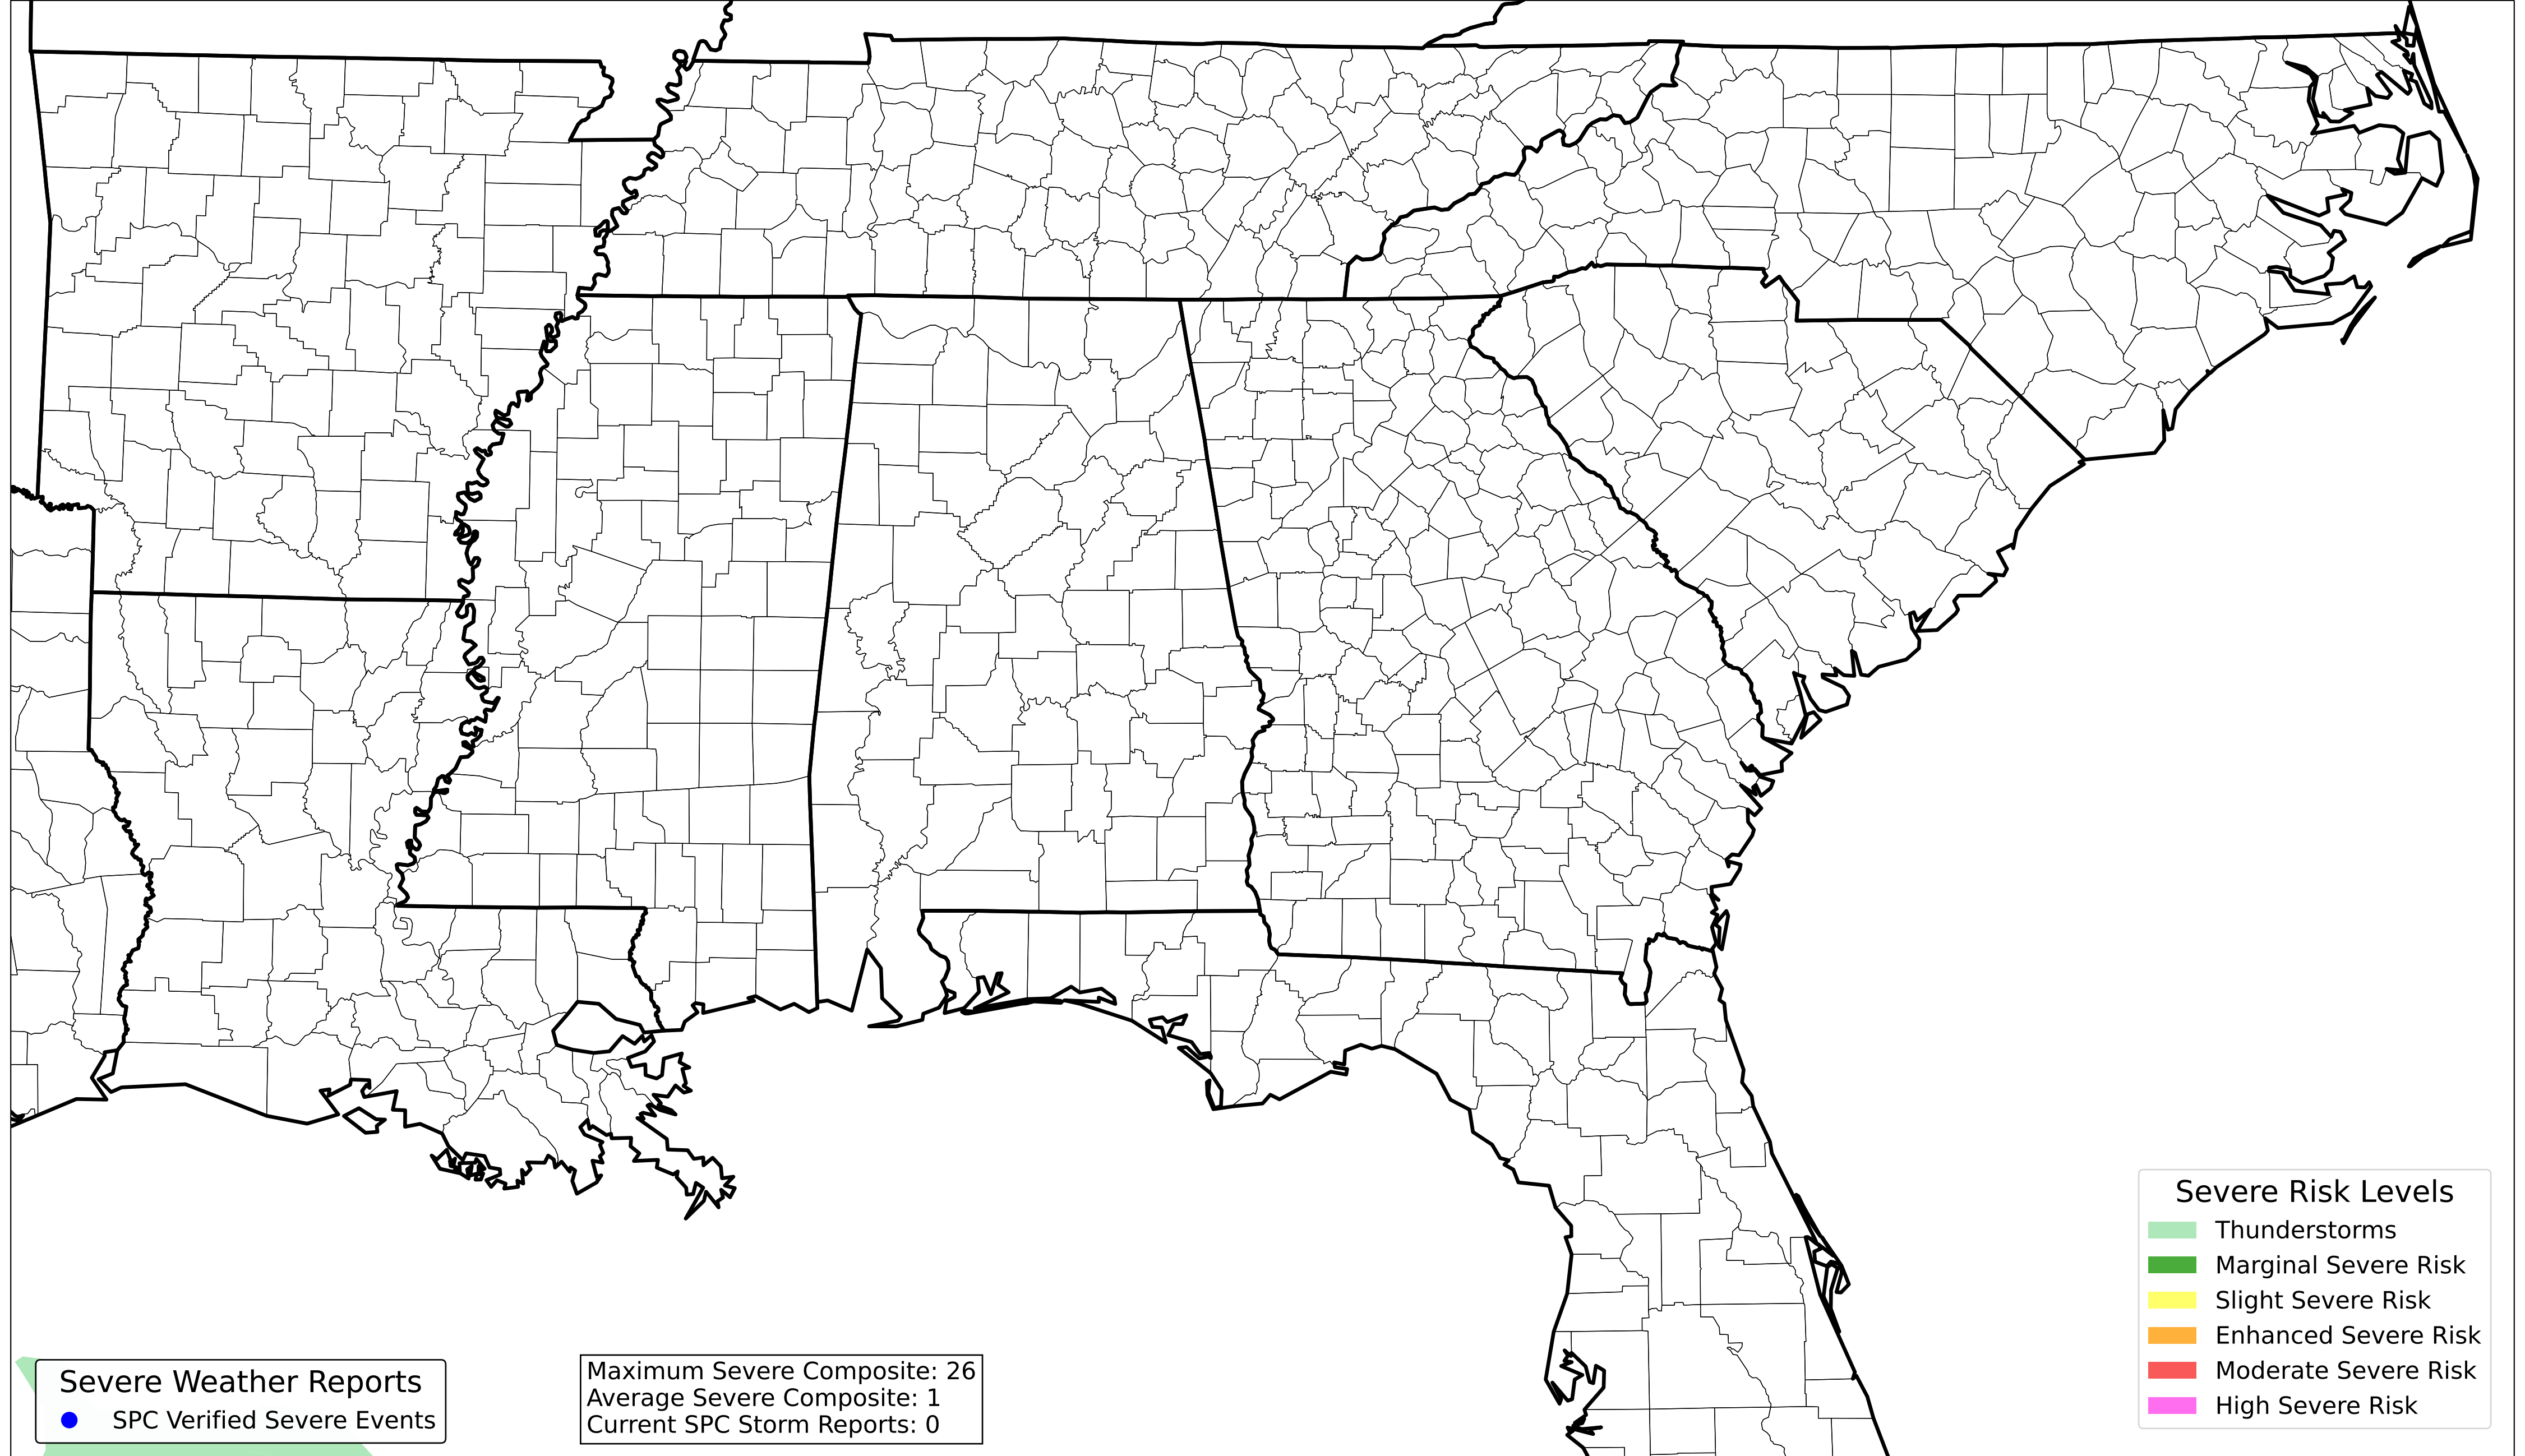 Severe Weather Reports
SPC Verified Severe Events
Maximum Severe Composite: 26
Average Severe Composite: 1
Current SPC Storm Reports: 0
Severe Risk Levels
Thunderstorms
Marginal Severe Risk
Slight Severe Risk
Enhanced Severe Risk
Moderate Severe Risk
High Severe Risk